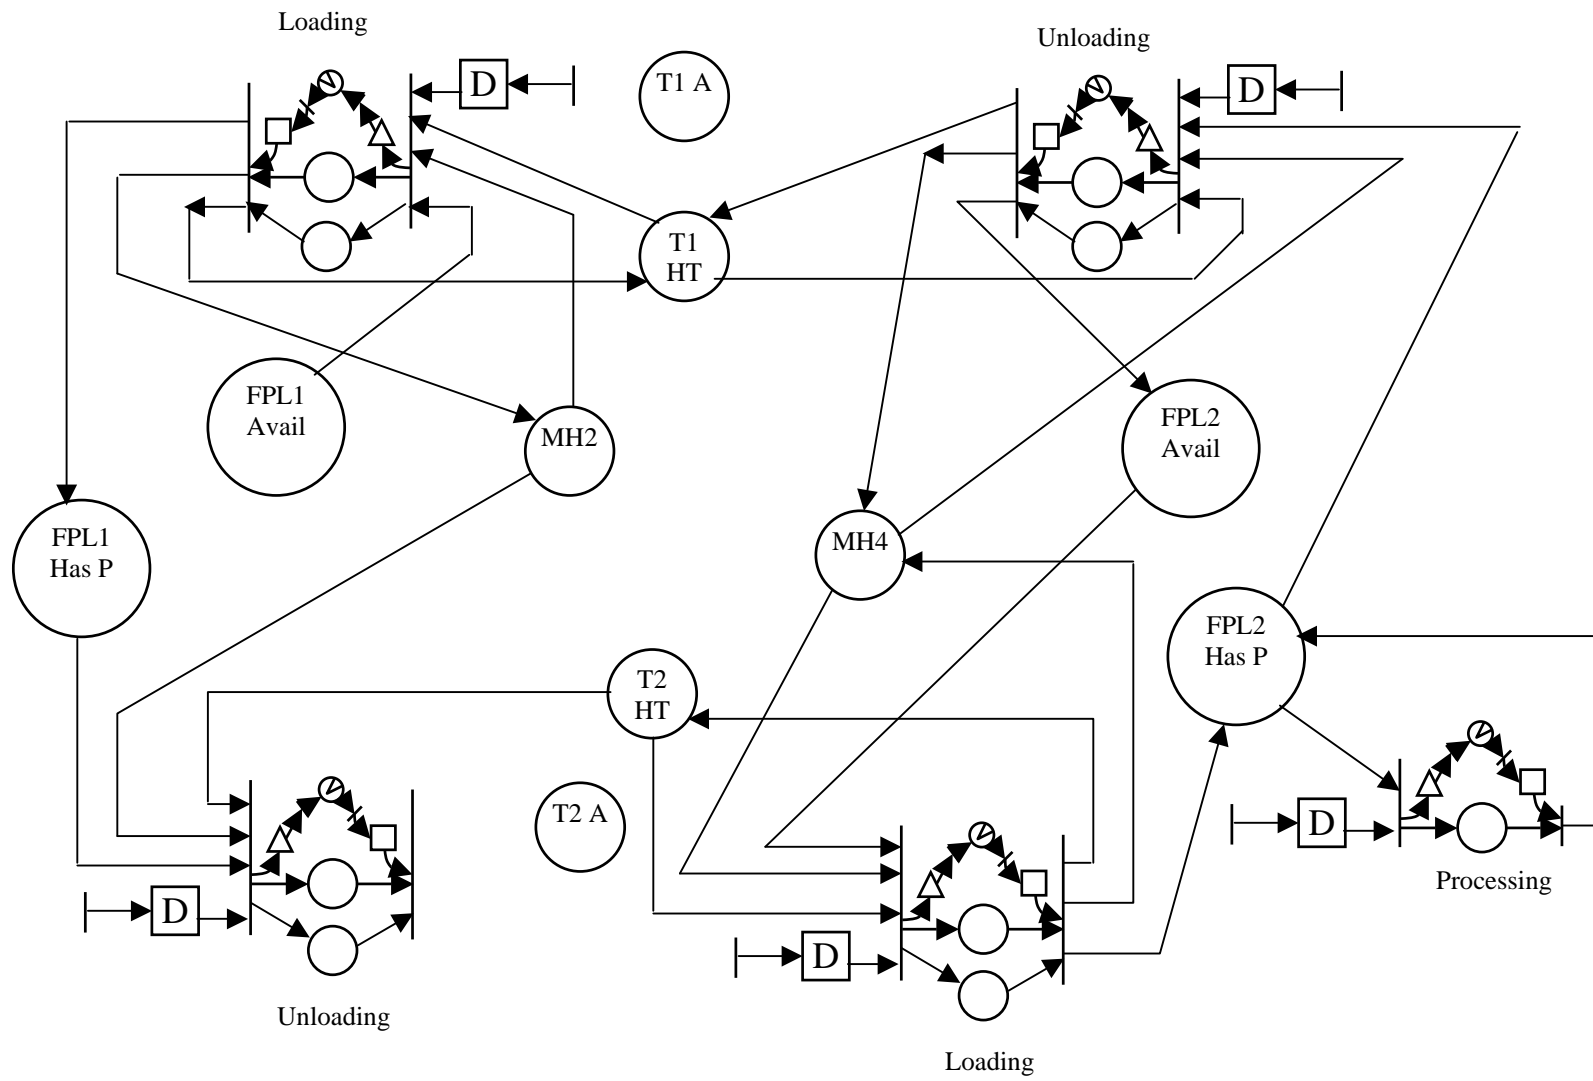 Loading
Unloading
D
T1 A
D
V
V
T1
HT
FPL1
Avail
MH2
FPL2
Avail
FPL1
Has P
MH4
FPL2
Has P
T2
HT
V
T2 A
V
D
V
D
Processing
D
Unloading
Loading